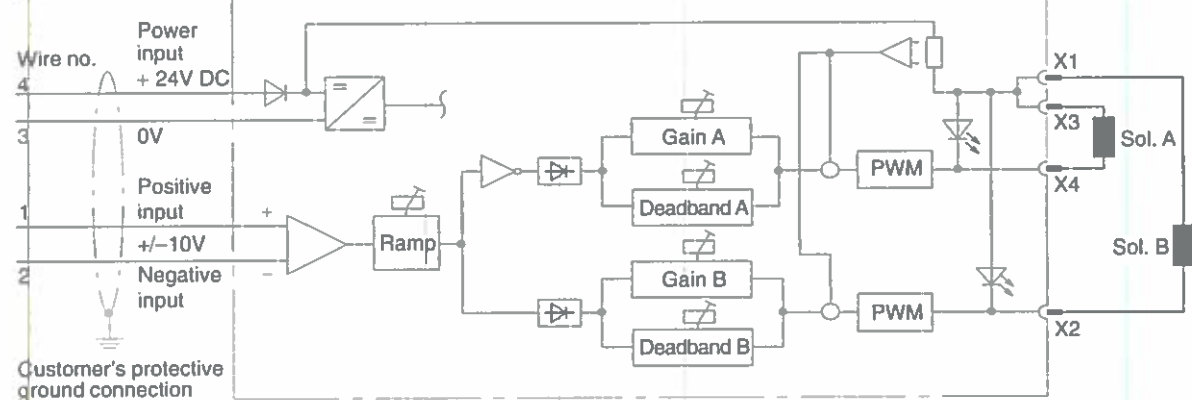 Wire no.
Power
input
+ 24V DC
4
3
0V
Positive
input
+
1
+/–10V
2
–
Negative
input
Customer's protective
ground connection
Ramp
Gain A
Deadband A
Gain B
Deadband B
PWM
PWM
X1
X3
Sol. A
X4
Sol. B
X2